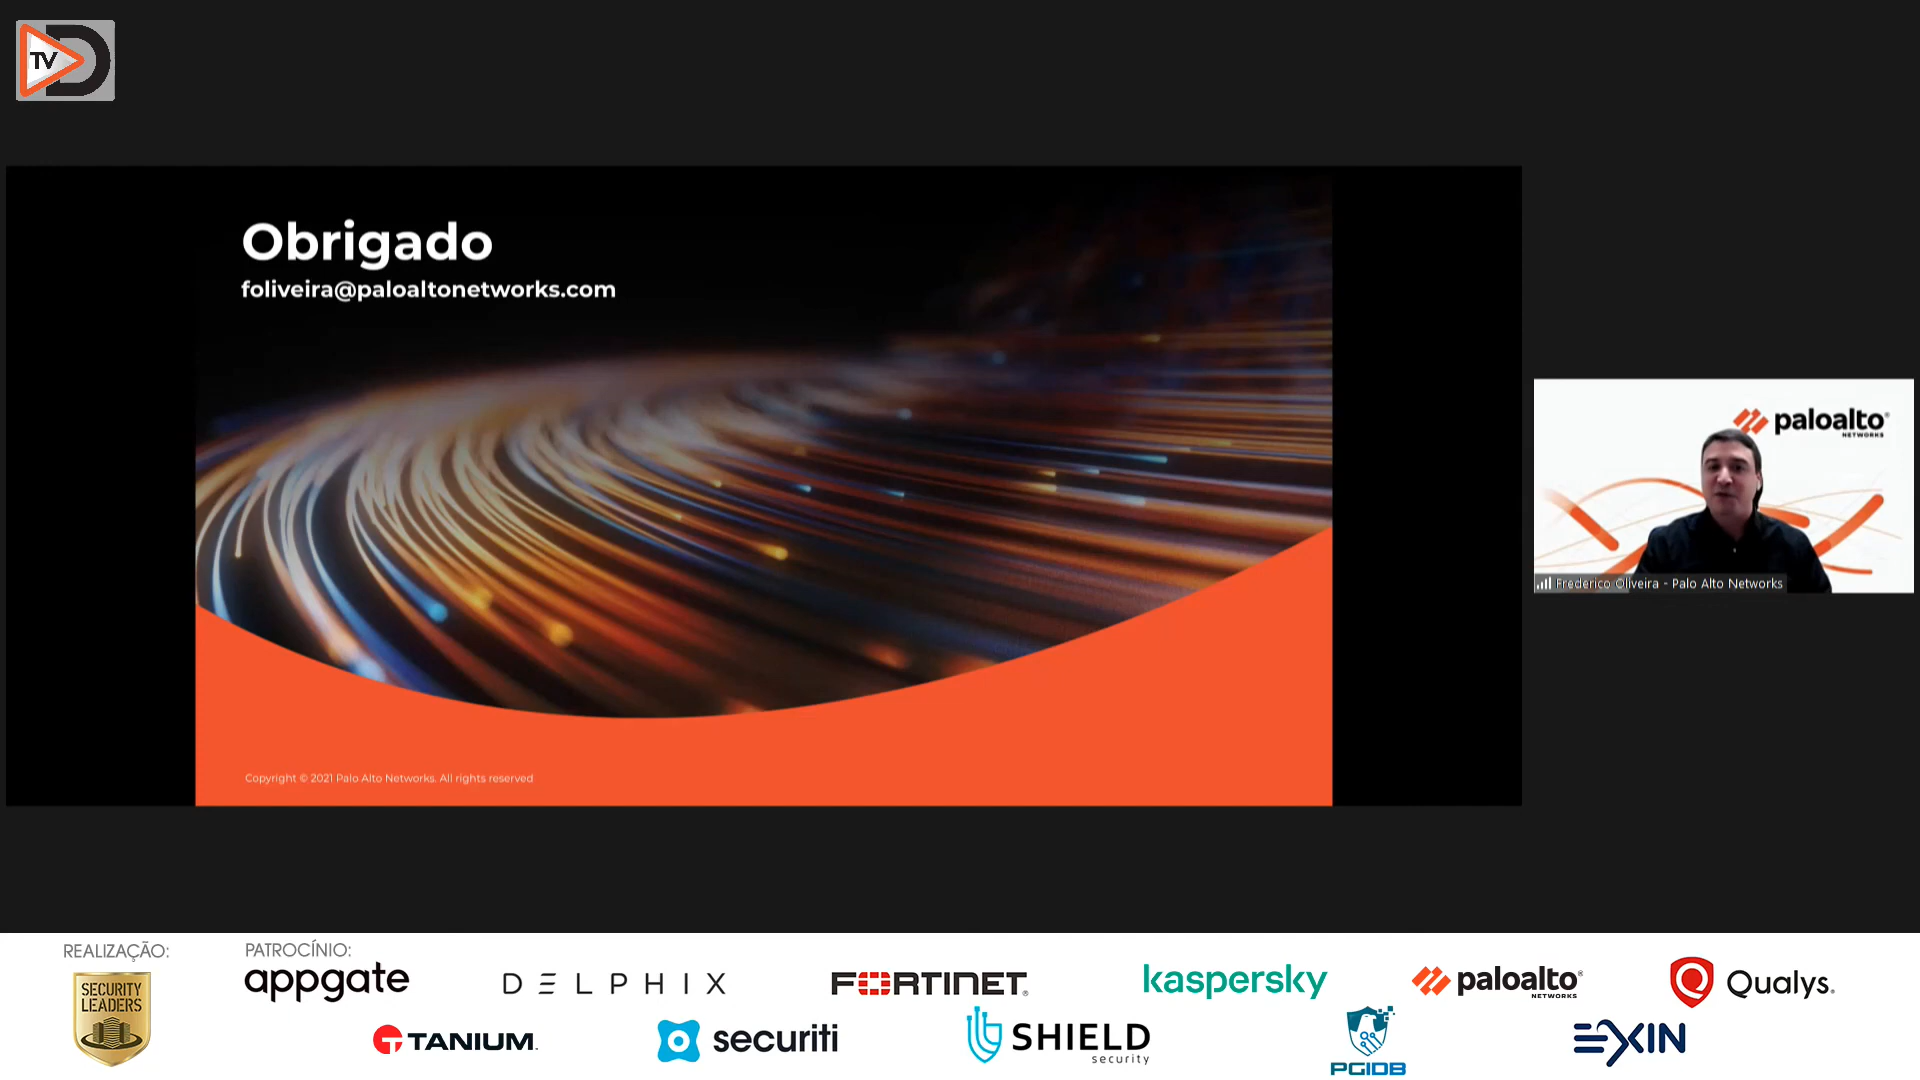 TV
Obrigado
foliveira@paloaltonetworks.com
paloalto®
NETWORKS
Frederico Oliveira - Palo Alto Networks
Copyright © 2021 Palo Alto Networks. All rights reserved
REALIZAÇÃO:
SECURITY
LEADERS
PATROCÍNIO:
appgate
DELPHIX
FORTINET®
kaspersky
paloalto®
NETWORKS
Qualys.
TANIUM.
securiti
SHIELD
security
PGIDB
EXIN